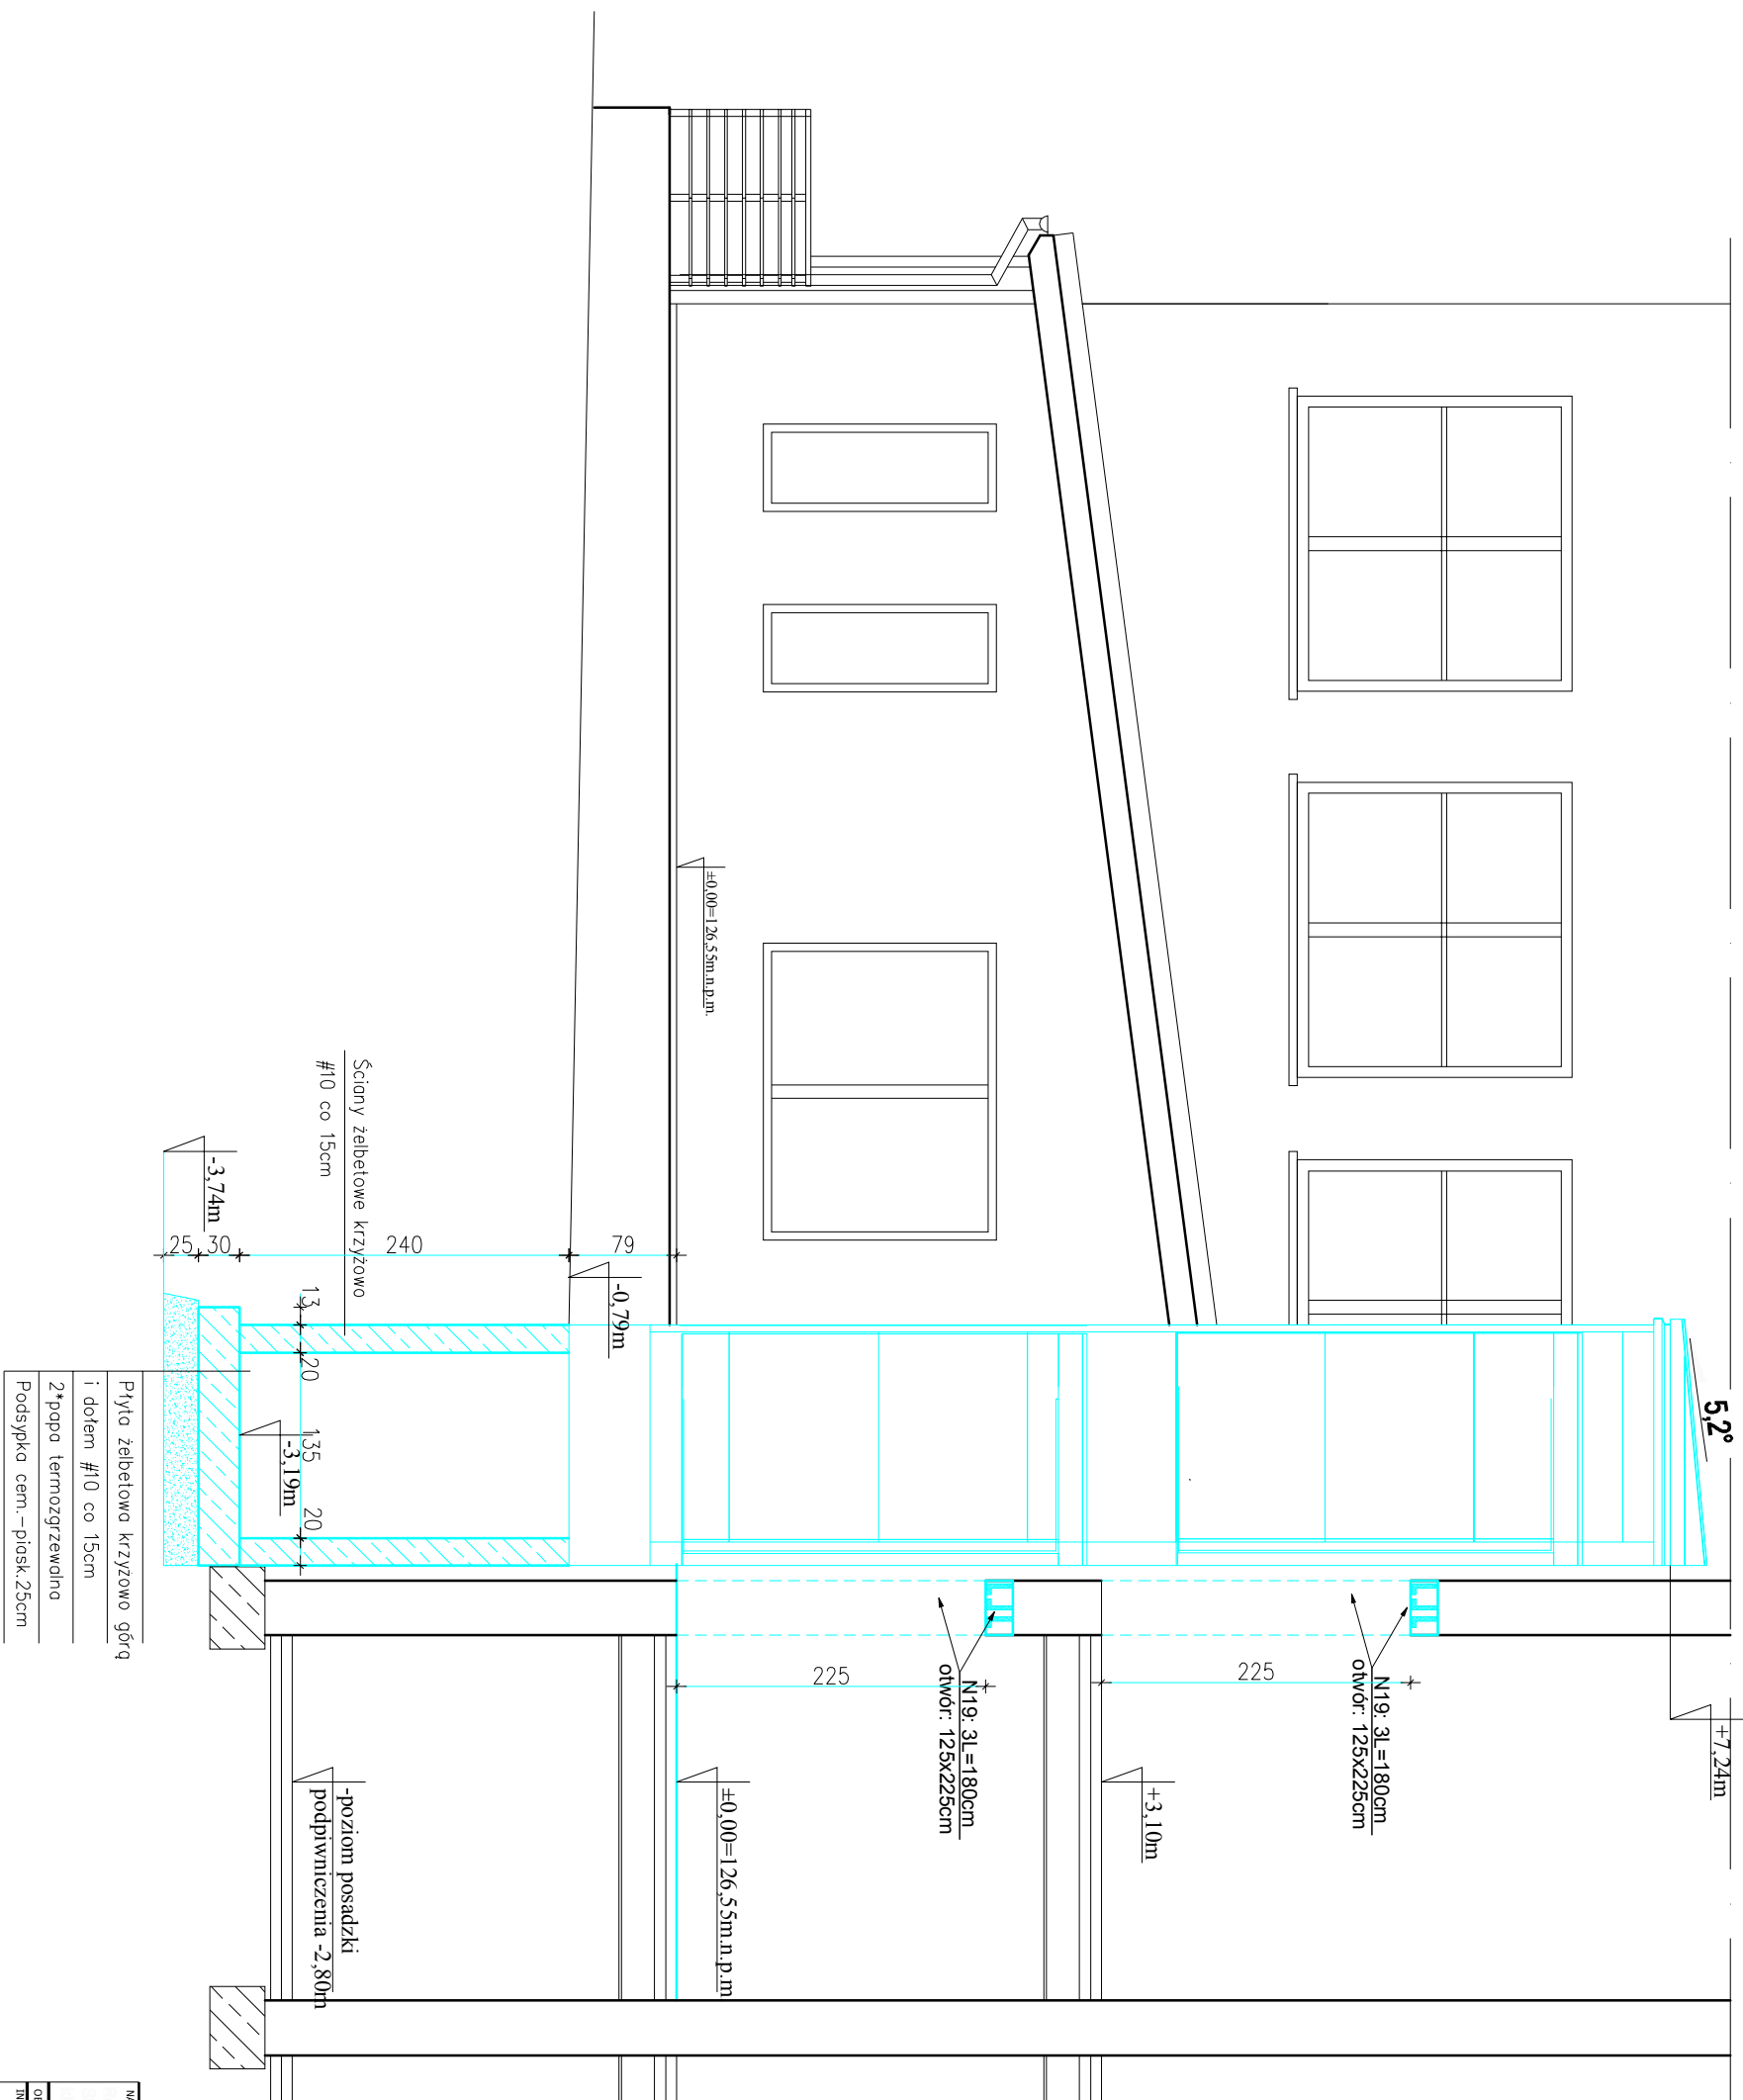 5,2°
+7,24m
N19: 3L=180cm
otwór: 125x225cm
225
+3,10m
N19: 3L=180cm
otwór: 125x225cm
225
±0,00=126,55m.n.p.m.
±0,00=126,55m.n.p.m
79
-0,79m
Ściany żelbetowe krzyżowo
#10 co 15cm
240
30
25
-3,74m
13
20
135
20
-3,19m
-poziom posadzki
podpiwniczenia -2,80m
Płyta żelbetowa krzyżowo górą
i dołem #10 co 15cm
2*papa termozgrzewalna
Podsypka cem.-piask.25cm